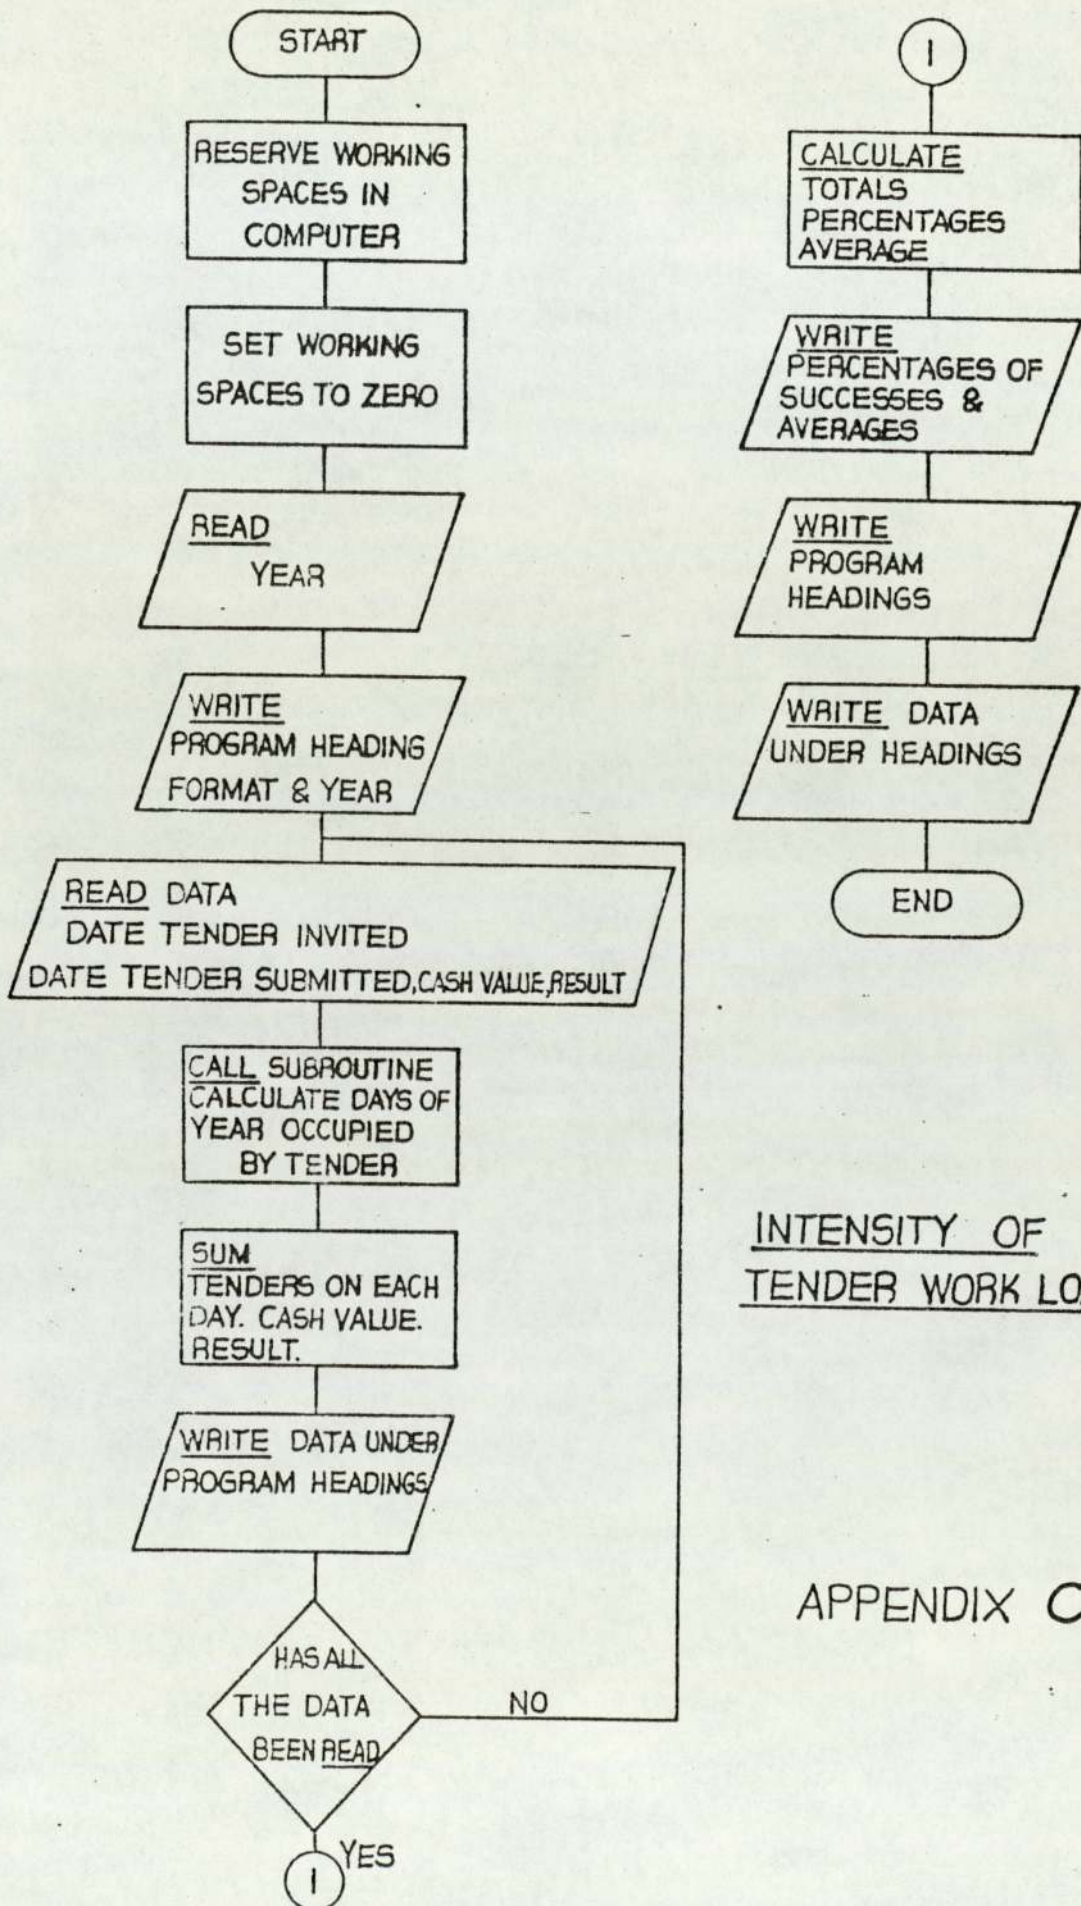 START
RESERVE WORKING
SPACES IN
COMPUTER
SET WORKING
SPACES TO ZERO
READ
YEAR
WRITE
PROGRAM HEADING
FORMAT & YEAR
READ DATA
DATE TENDER INVITED
DATE TENDER SUBMITTED, CASH VALUE, RESULT
CALL SUBROUTINE
CALCULATE DAYS OF
YEAR OCCUPIED
BY TENDER
SUM
TENDERS ON EACH
DAY. CASH VALUE.
RESULT.
WRITE DATA UNDER
PROGRAM HEADINGS
HAS ALL
THE DATA
BEEN READ
NO
YES
1
1
CALCULATE
TOTALS
PERCENTAGES
AVERAGE
WRITE
PERCENTAGES OF
SUCCESSES &
AVERAGES
WRITE
PROGRAM
HEADINGS
WRITE DATA
UNDER HEADINGS
END
INTENSITY OF
TENDER WORK LO
APPENDIX C